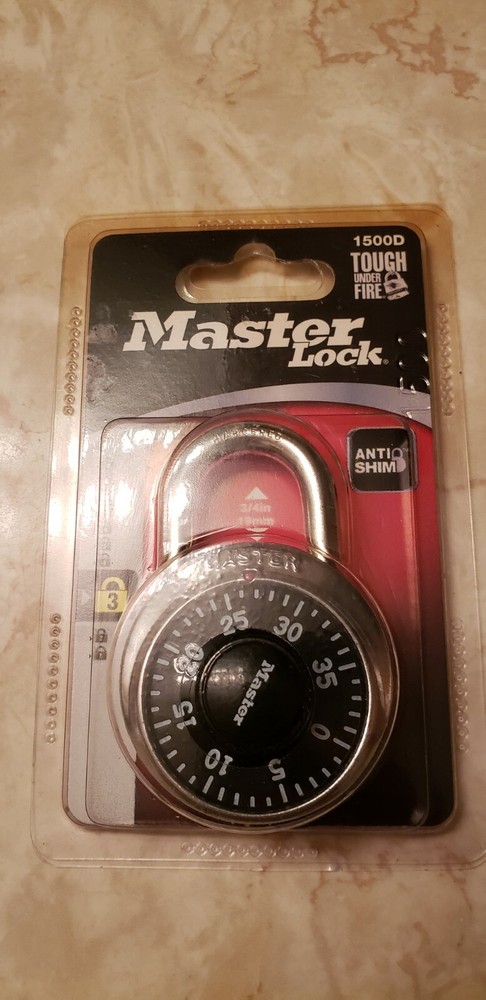 1500D
TOUGH
UNDER
FIRE
Master
Lock
ANTI
SHIM
HARDENED
3/4in
19mm
MASTER
3
25
30
20
35
Master
15
0
10
5